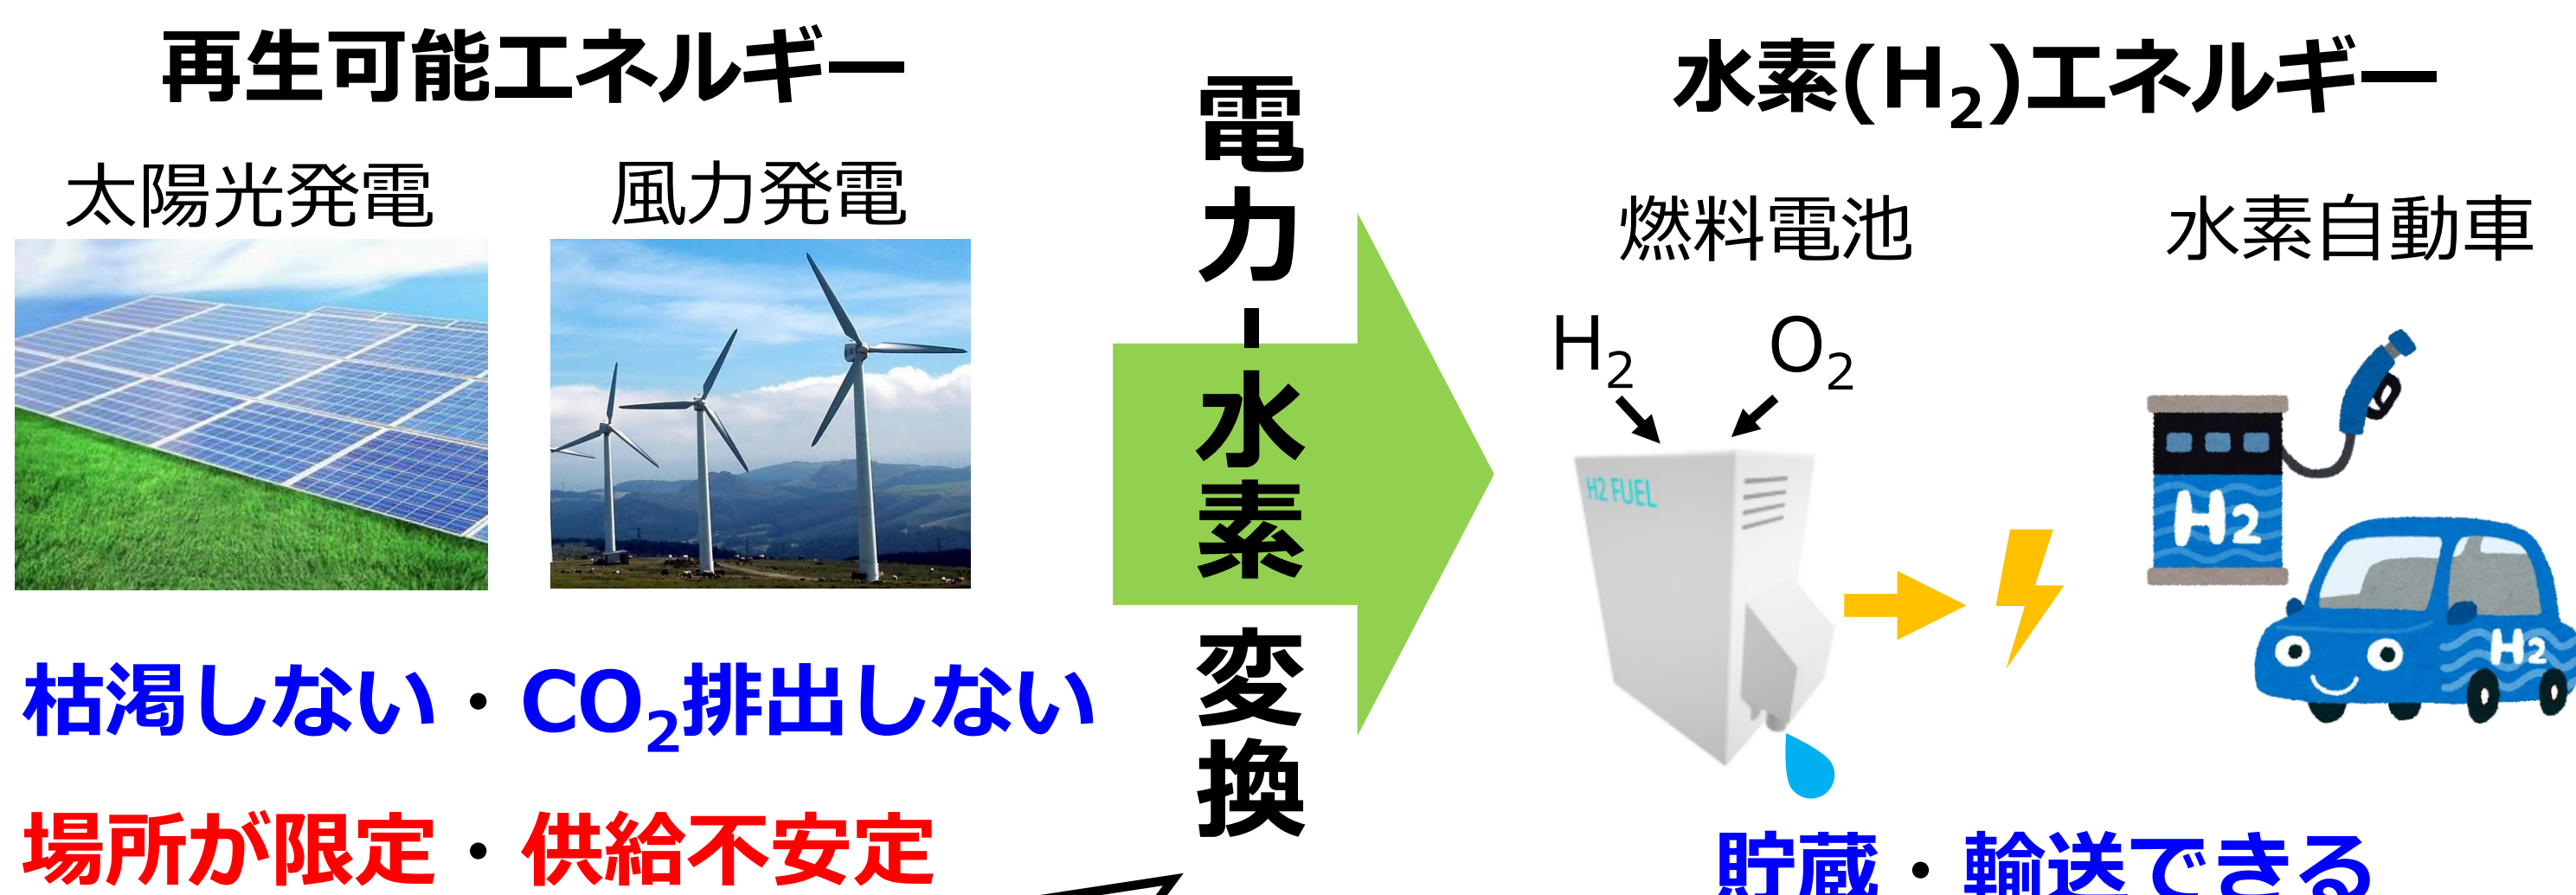 再生可能エネルギー
太陽光発電
風力発電
枯渇しない・CO₂排出しない
場所が限定・供給不安定
電力-水素 変換
水素(H₂)エネルギー
燃料電池
水素自動車
H₂
O₂
H2 FUEL
H2
H2
貯蔵・輸送できる